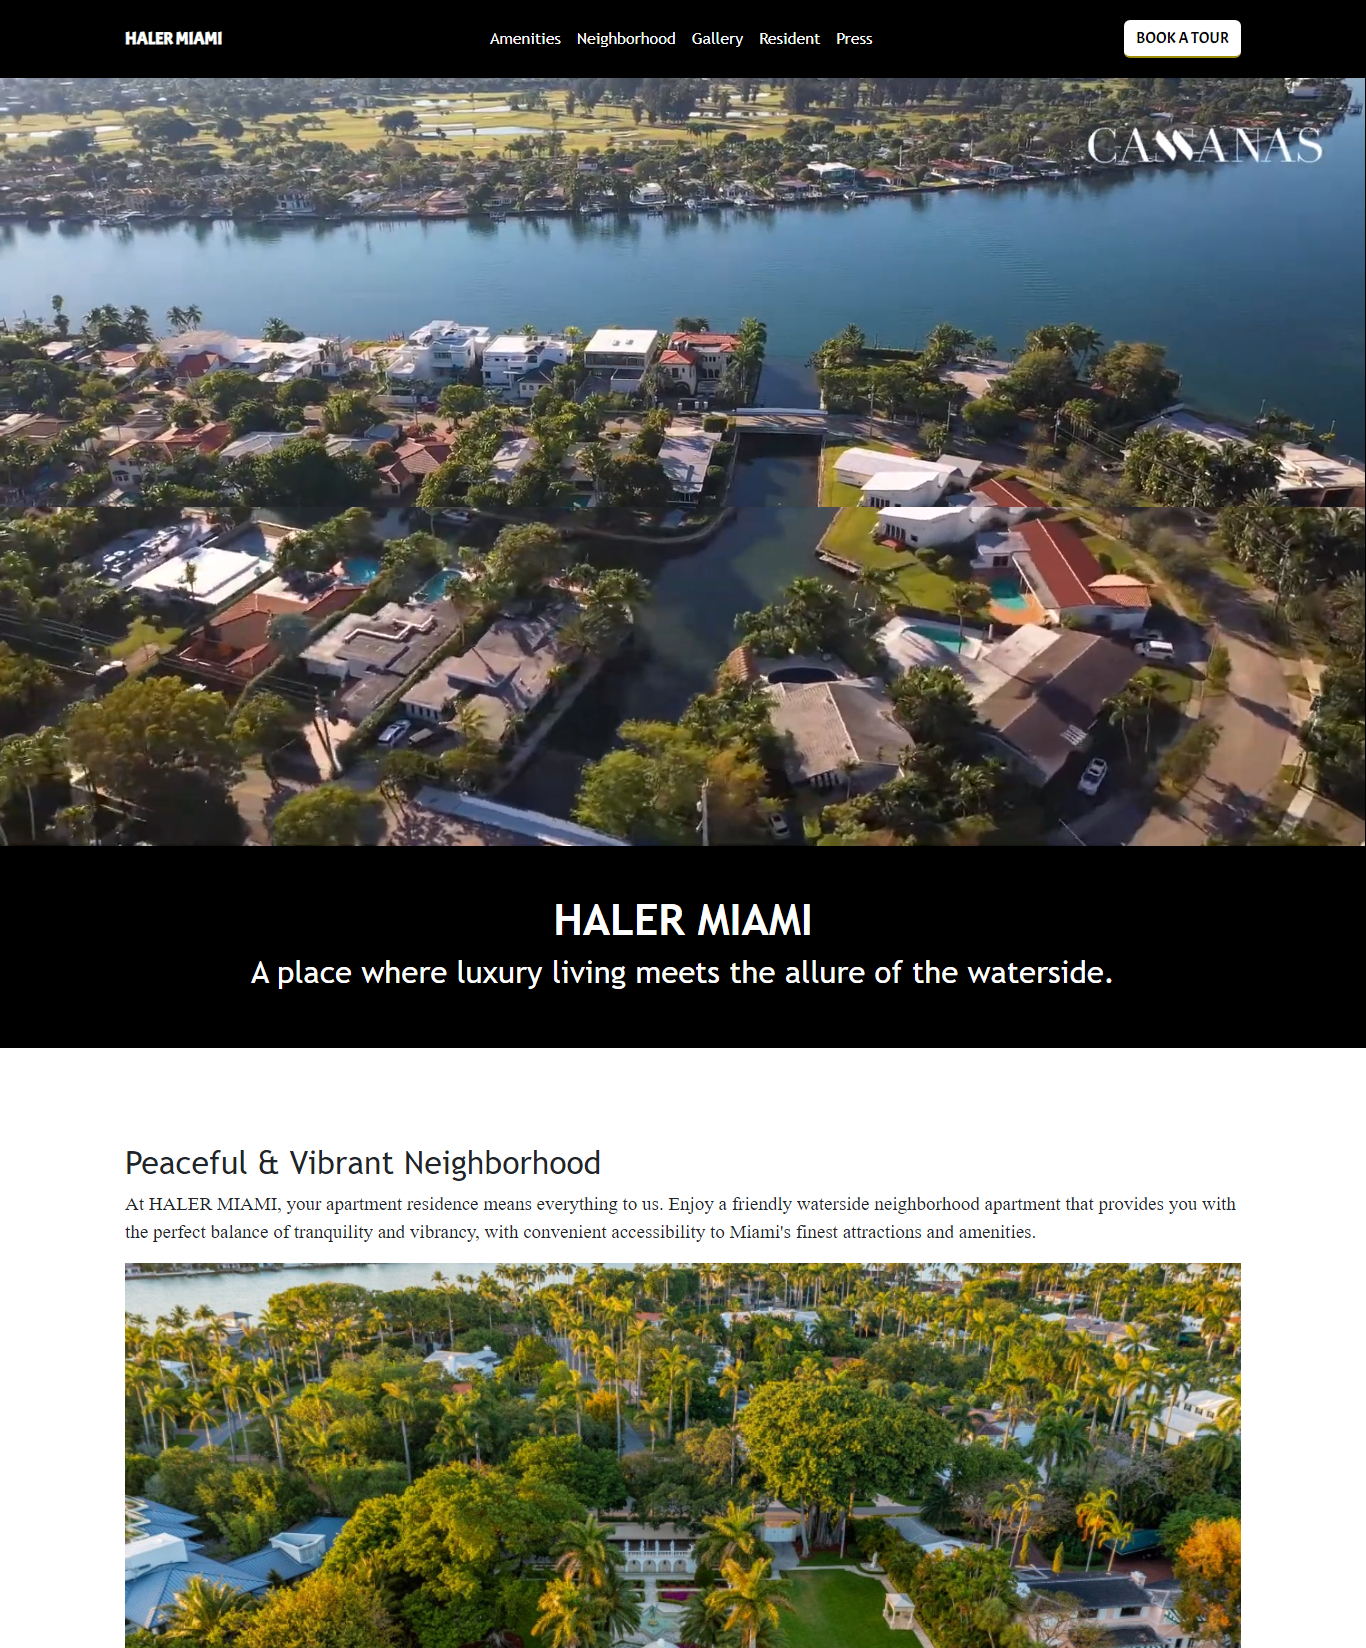 HALER MIAMI
Amenities Neighborhood Gallery Resident Press
BOOK A TOUR
CASSANAS
HALER MIAMI
A place where luxury living meets the allure of the waterside.
Peaceful & Vibrant Neighborhood
At HALER MIAMI, your apartment residence means everything to us. Enjoy a friendly waterside neighborhood apartment that provides you with
the perfect balance of tranquility and vibrancy, with convenient accessibility to Miami's finest attractions and amenities.